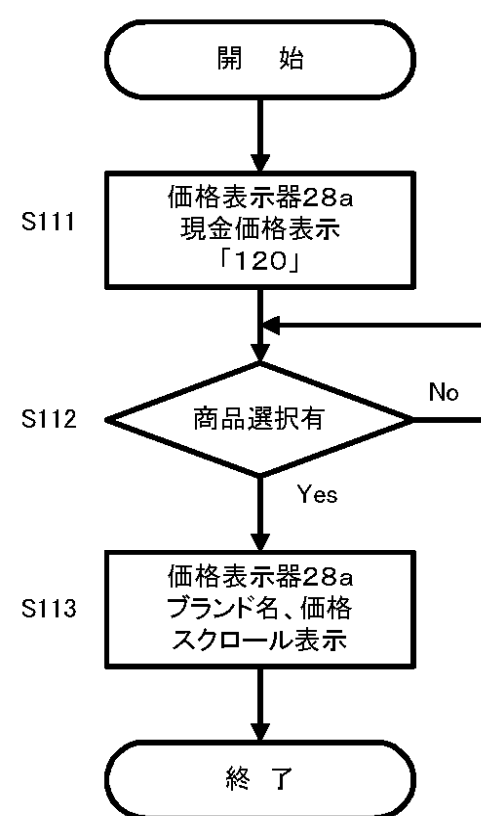 開 始
S111
価格表示器28a
現金価格表示
「120」
S112
商品選択有
No
Yes
S113
価格表示器28a
ブランド名、価格
スクロール表示
終 了